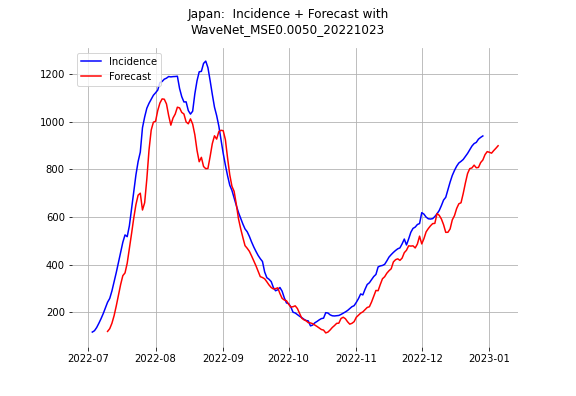 Japan:  Incidence + Forecast with
WaveNet_MSE0.0050_20221023
Incidence
Forecast
1200
1000
800
600
400
200
2022-07 2022-08 2022-09 2022-10 2022-11 2022-12 2023-01